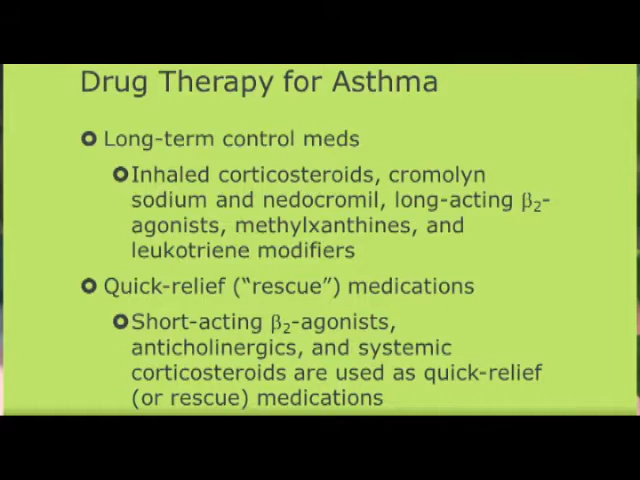 Drug Therapy for Asthma
Long-term control meds
Inhaled corticosteroids, cromolyn
sodium and nedocromil, long-acting β2-
agonists, methylxanthines, and
leukotriene modifiers
Quick-relief (“rescue”) medications
Short-acting β2-agonists,
anticholinergics, and systemic
corticosteroids are used as quick-relief
(or rescue) medications